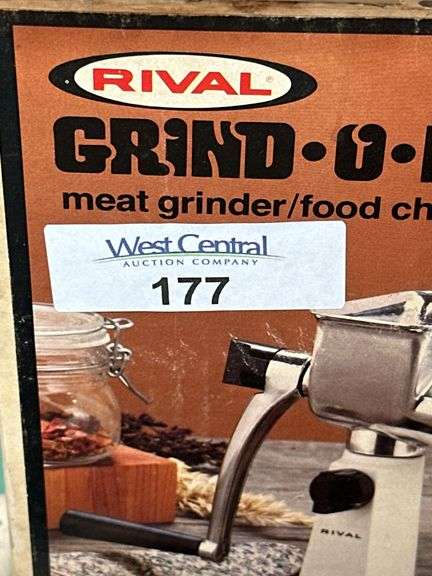 RIVAL
GRIND•O•
meat grinder/food ch
West Central
AUCTION COMPANY
177
RIVAL